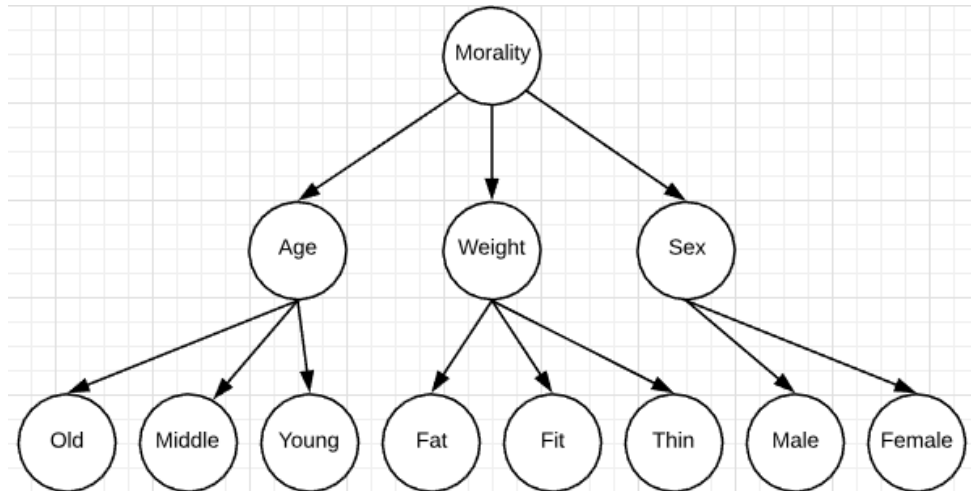 Morality
Age
Weight
Sex
Old
Middle
Young
Fat
Fit
Thin
Male
Female